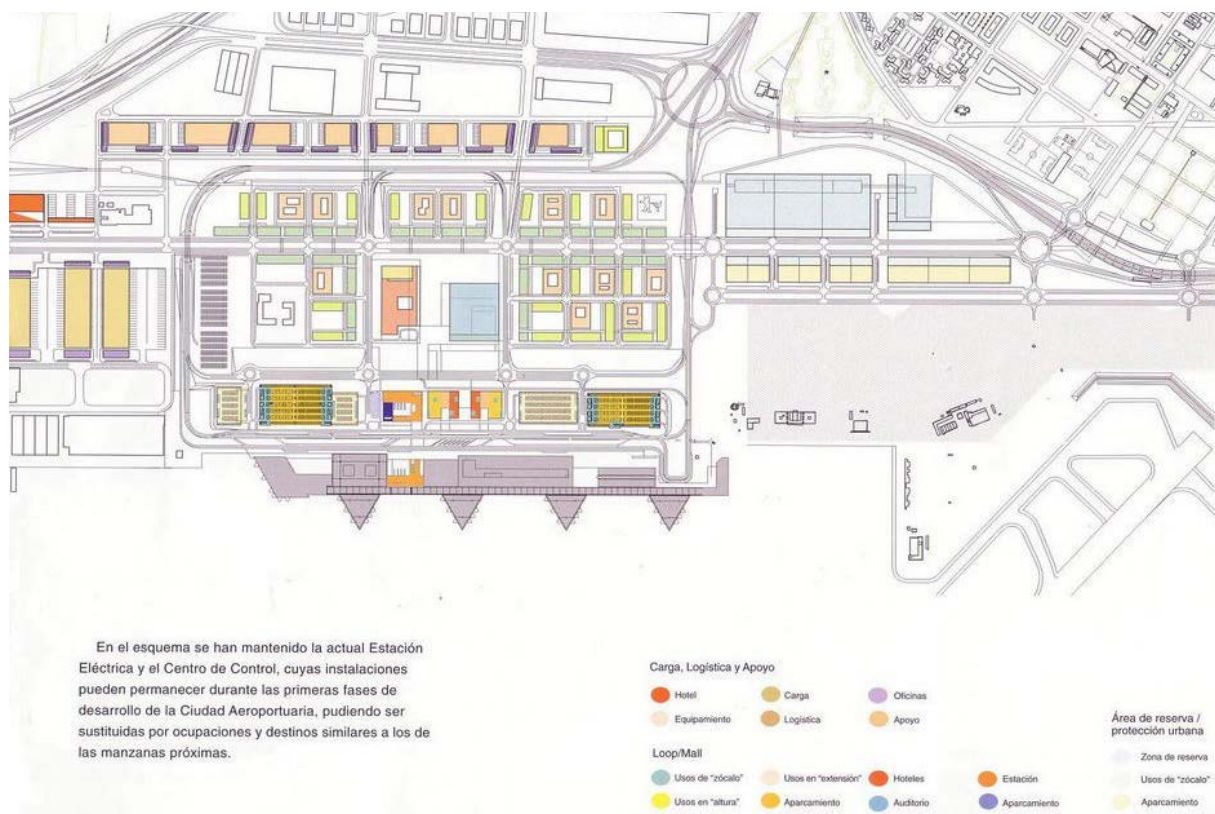 En el esquema se han mantenido la actual Estación
Eléctrica y el Centro de Control, cuyas instalaciones
pueden permanecer durante las primeras fases de
desarrollo de la Ciudad Aeroportuaria, pudiendo ser
sustituidas por ocupaciones y destinos similares a los de
las manzanas próximas.
Carga, Logística y Apoyo
Hotel
Carga
Oficinas
Equipamiento
Logística
Apoyo
Loop/Mall
Usos de "zócalo"
Usos en "extensión"
Hoteles
Estación
Usos en "altura"
Aparcamiento
Auditorio
Aparcamiento
Área de reserva /
protección urbana
Zona de reserva
Usos de "zócalo"
Aparcamiento